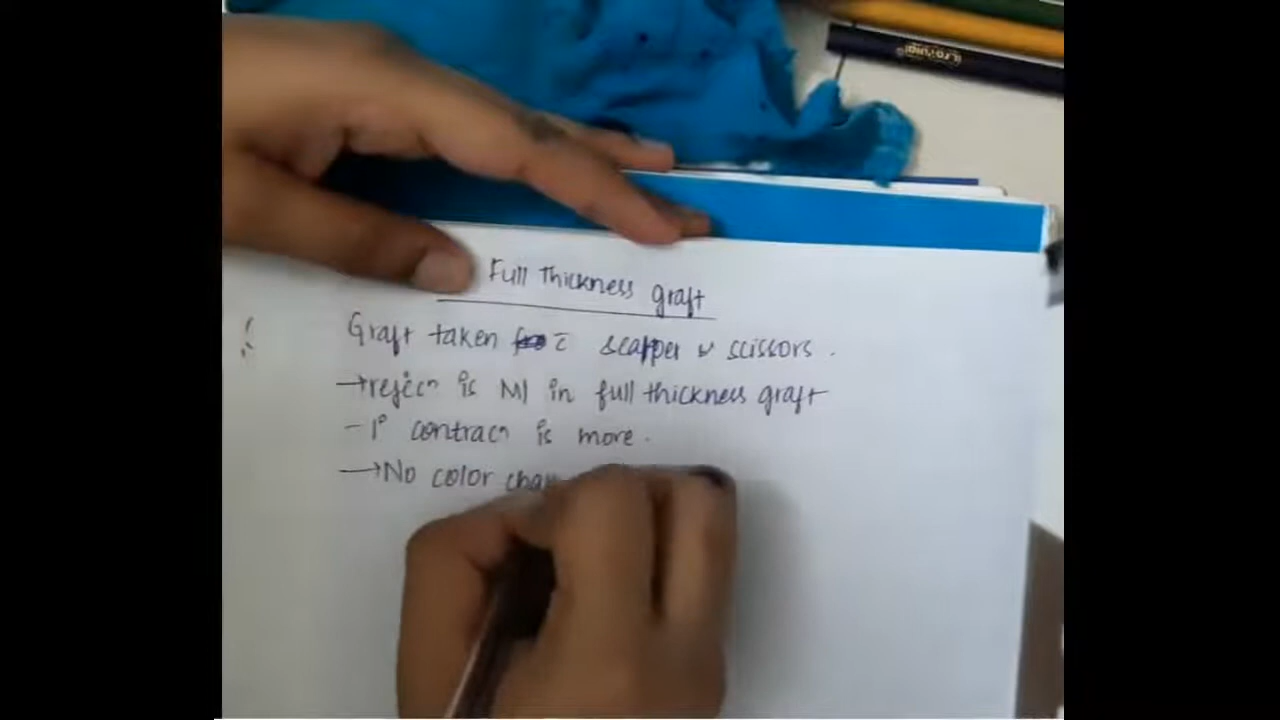 Full Thickness graft
Graft taken c̄ scapper & scissors.
→rejecn is M/ in full thickness graft
- 1° contracn is more.
→No color chan